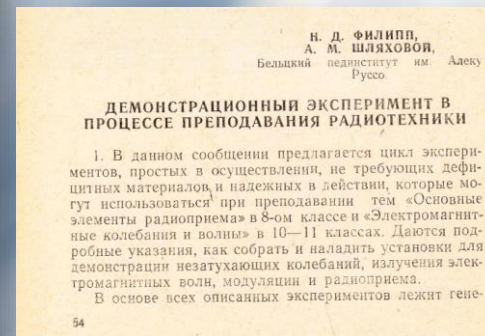 Н. Д. ФИЛИПП,
А. М. ШЛЯХОВОЙ,
Бельцкий пединститут им. Алеку
Руссо.
ДЕМОНСТРАЦИОННЫЙ ЭКСПЕРИМЕНТ В
ПРОЦЕССЕ ПРЕПОДАВАНИЯ РАДИОТЕХНИКИ
1. В данном сообщении предлагается цикл экспери-
ментов, простых в осуществлении, не требующих дефи-
цитных материалов и надежных в действии, которые мо-
гут использоваться при преподавании тем «Основные
элементы радиоприема» в 8-ом классе и «Электромагнит-
ные колебания и волны» в 10—11 классах. Даются под-
робные указания, как собрать и наладить установки для
демонстрации незатухающих колебаний, излучения элек-
тромагнитных волн, модуляции и радиоприема.
В основе всех описанных экспериментов лежит гене-
54